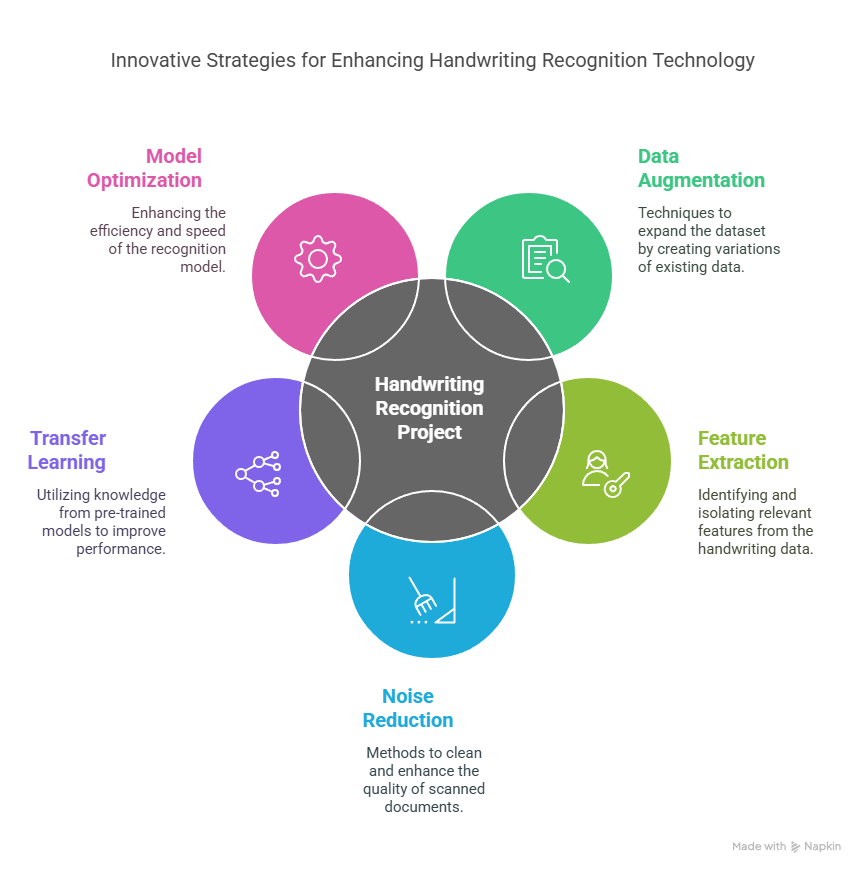 Innovative Strategies for Enhancing Handwriting Recognition Technology
Model
Optimization
Enhancing the
efficiency and speed
of the recognition
model.
Data
Augmentation
Techniques to
expand the dataset
by creating variations
of existing data.
Handwriting
Recognition
Project
Transfer
Learning
Utilizing knowledge
from pre-trained
models to improve
performance.
Feature
Extraction
Identifying and
isolating relevant
features from the
handwriting data.
Noise
Reduction
Methods to clean
and enhance the
quality of scanned
documents.
Made with Napkin